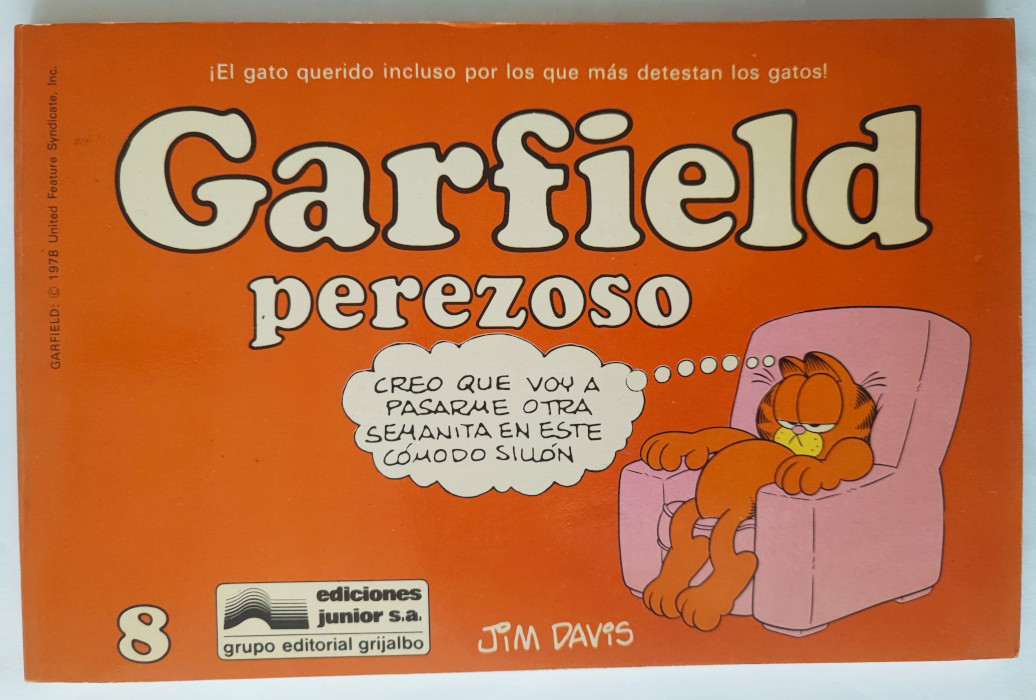 ¡El gato querido incluso por los que más detestan los gatos!
Garfield
perezoso
CREO QUE VOY A
PASARME OTRA
SEMANITA EN ESTE
CÓMODO SILLÓN
GARFIELD: © 1978 United Feature Syndicate, Inc.
8
ediciones
junior s.a.
grupo editorial grijalbo
JIM DAVIS